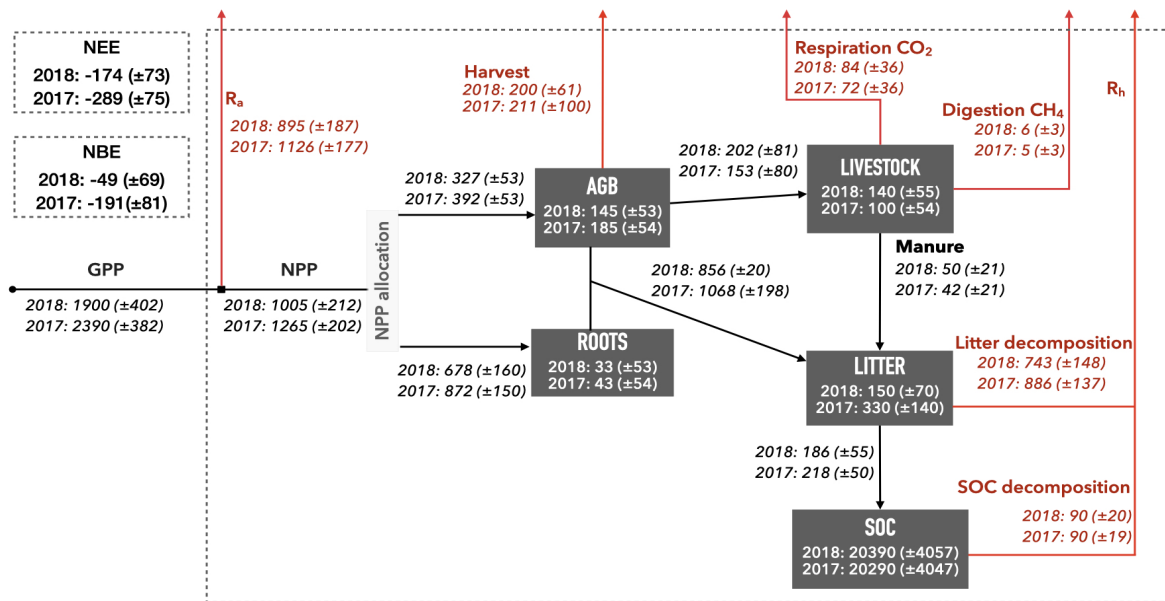 NEE
2018: -174 (±73)
2017: -289 (±75)
NBE
2018: -49 (±69)
2017: -191(±81)
GPP
2018: 1900 (±402)
2017: 2390 (±382)
Ra
2018: 895 (±187)
2017: 1126 (±177)
NPP
2018: 1005 (±212)
2017: 1265 (±202)
NPP allocation
2018: 327 (±53)
2017: 392 (±53)
2018: 678 (±160)
2017: 872 (±150)
Harvest
2018: 200 (±61)
2017: 211 (±100)
AGB
2018: 145 (±53)
2017: 185 (±54)
ROOTS
2018: 33 (±53)
2017: 43 (±54)
2018: 202 (±81)
2017: 153 (±80)
2018: 856 (±20)
2017: 1068 (±198)
Respiration CO₂
2018: 84 (±36)
2017: 72 (±36)
Digestion CH₄
2018: 6 (±3)
2017: 5 (±3)
Rh
LIVESTOCK
2018: 140 (±55)
2017: 100 (±54)
Manure
2018: 50 (±21)
2017: 42 (±21)
LITTER
2018: 150 (±70)
2017: 330 (±140)
Litter decomposition
2018: 743 (±148)
2017: 886 (±137)
2018: 186 (±55)
2017: 218 (±50)
SOC
2018: 20390 (±4057)
2017: 20290 (±4047)
SOC decomposition
2018: 90 (±20)
2017: 90 (±19)